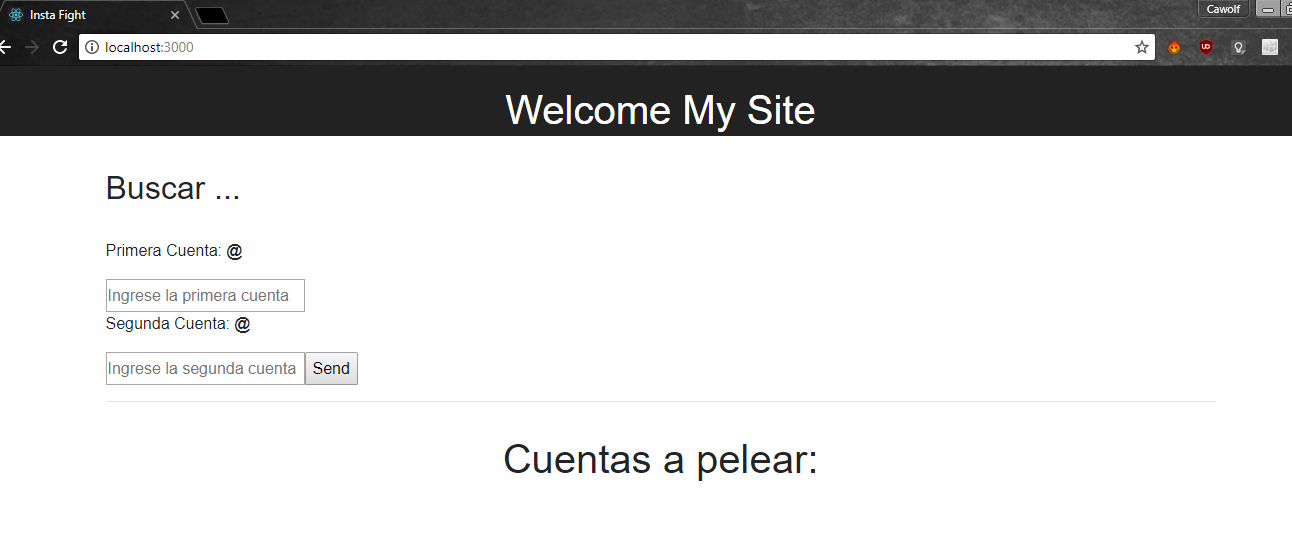 Insta Fight
Cawolf
localhost:3000
Welcome My Site
Buscar ...
Primera Cuenta: @
Ingrese la primera cuenta
Segunda Cuenta: @
Ingrese la segunda cuenta Send
Cuentas a pelear: